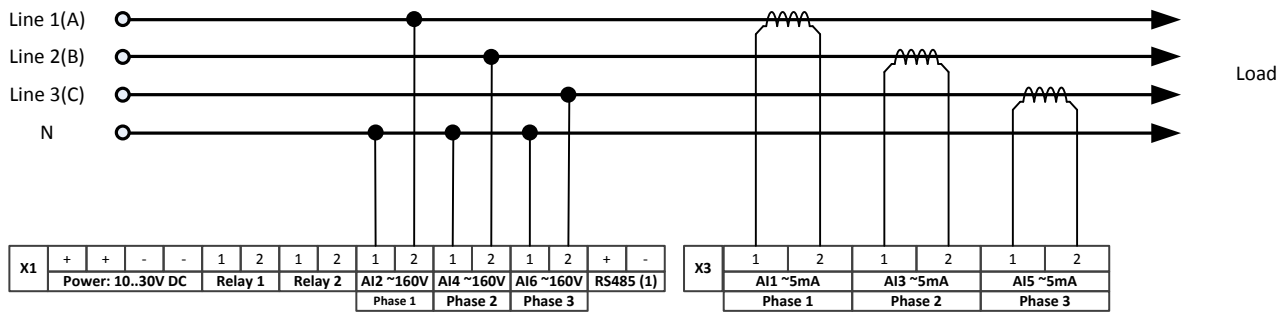 Line 1(A)
Line 2(B)
Line 3(C)
N
Load
X1 + + - - 1 2 1 2 1 2 1 2 1 2 + -
Power: 10..30V DC Relay 1 Relay 2 AI2 ~160V AI4 ~160V AI6 ~160V RS485 (1)
Phase 1 Phase 2 Phase 3
X3 1 2 1 2 1 2
AI1 ~5mA AI3 ~5mA AI5 ~5mA
Phase 1 Phase 2 Phase 3